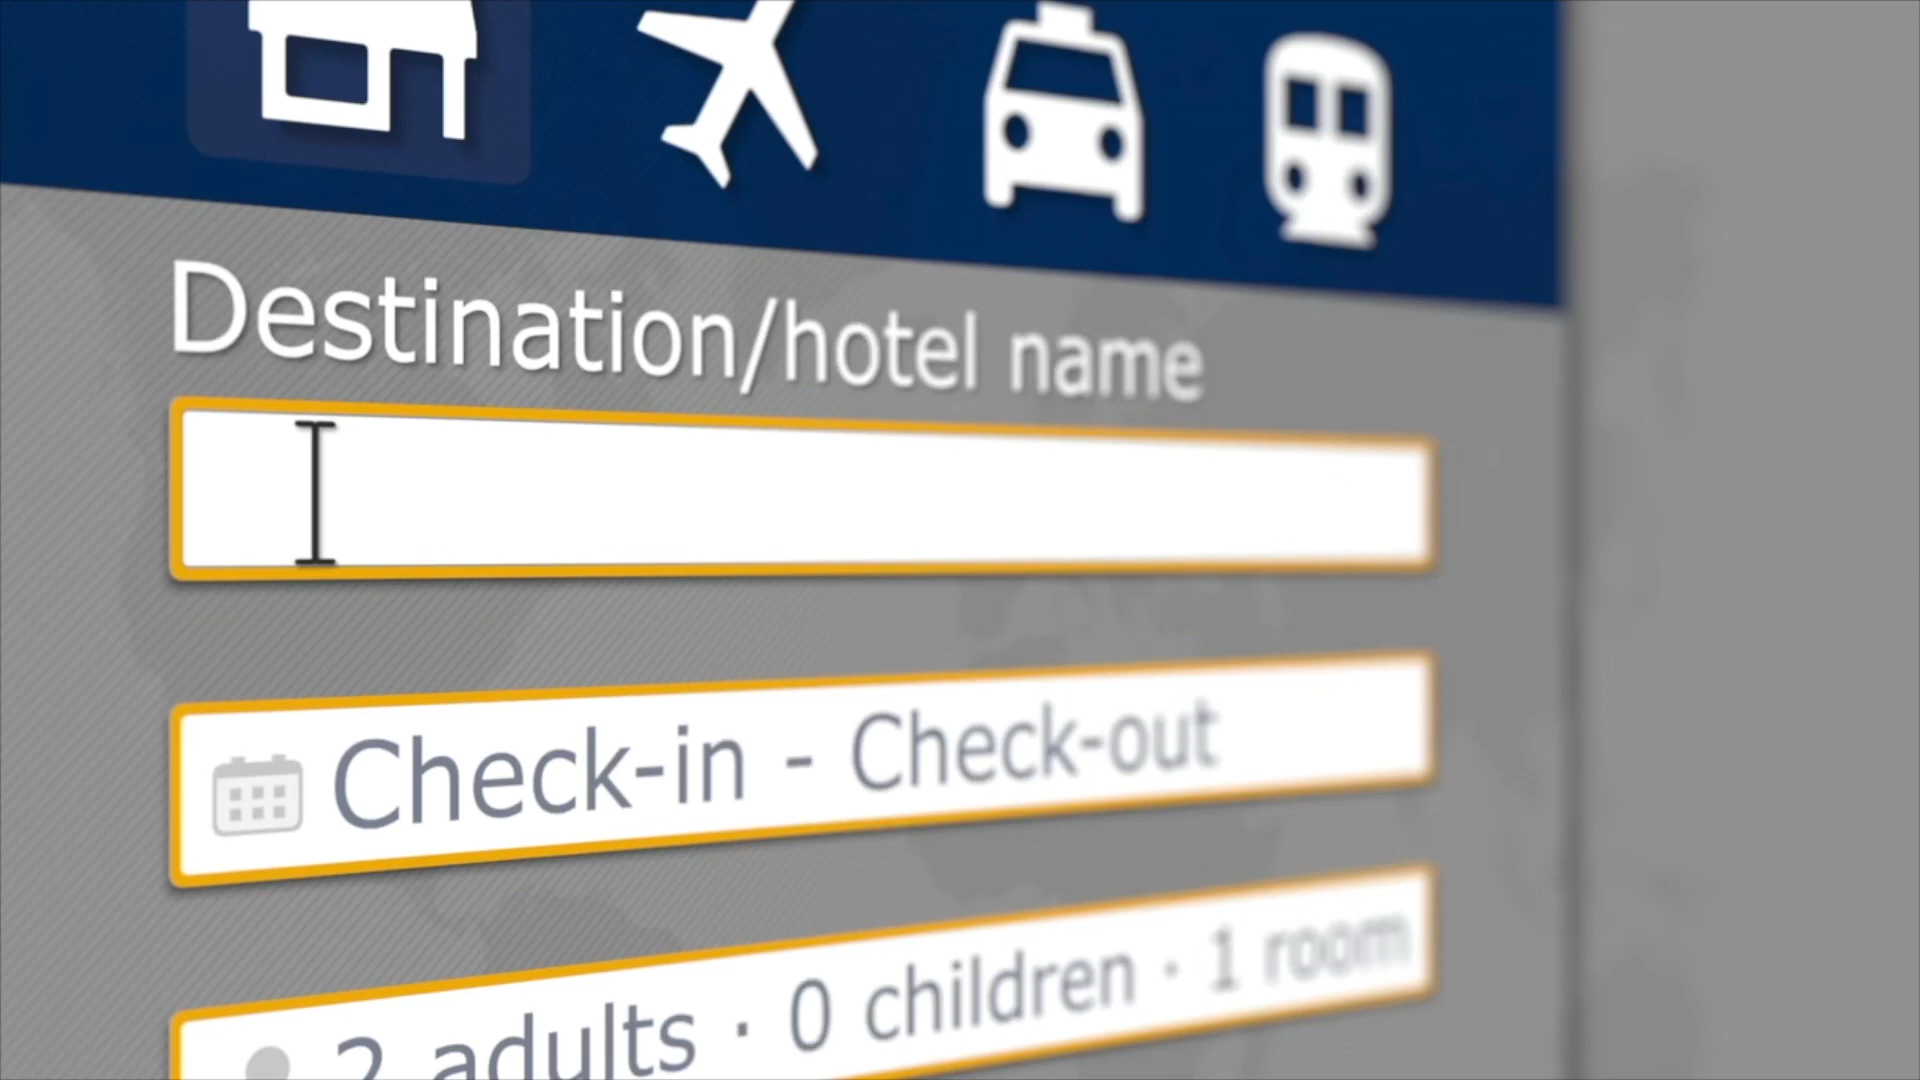 Destination/hotel name
Check-in - Check-out
2 adults · 0 children · 1 room